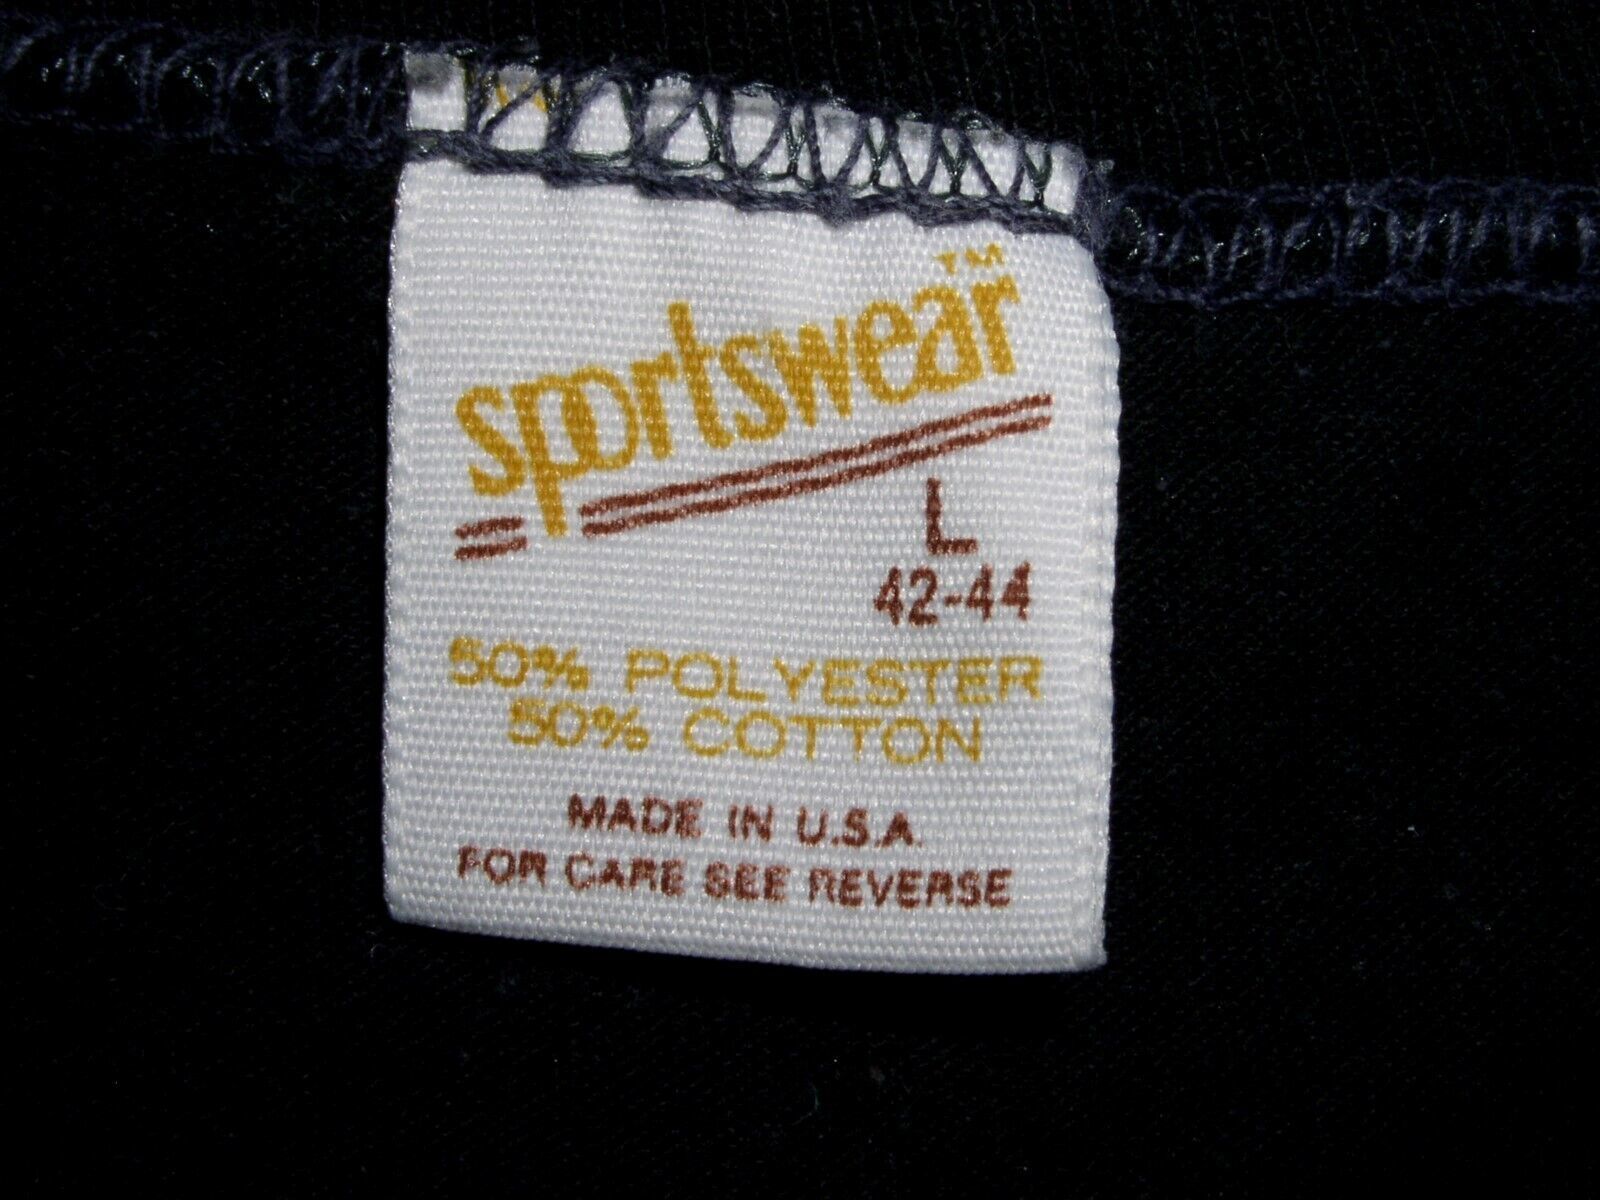 sportswear™
L
42-44
50% POLYESTER
50% COTTON
MADE IN U.S.A.
FOR CARE SEE REVERSE